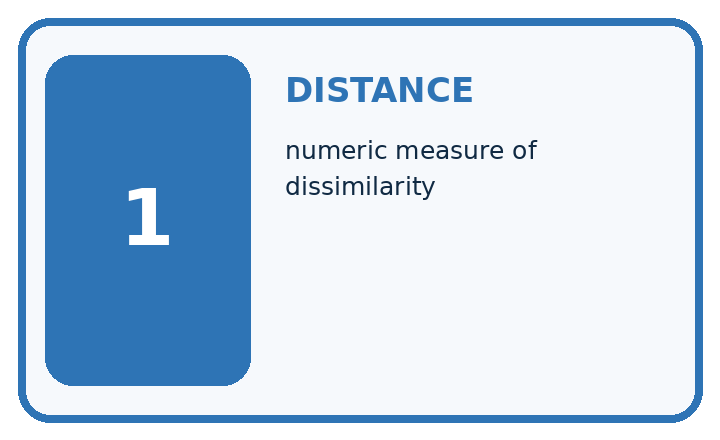 1
DISTANCE
numeric measure of
dissimilarity